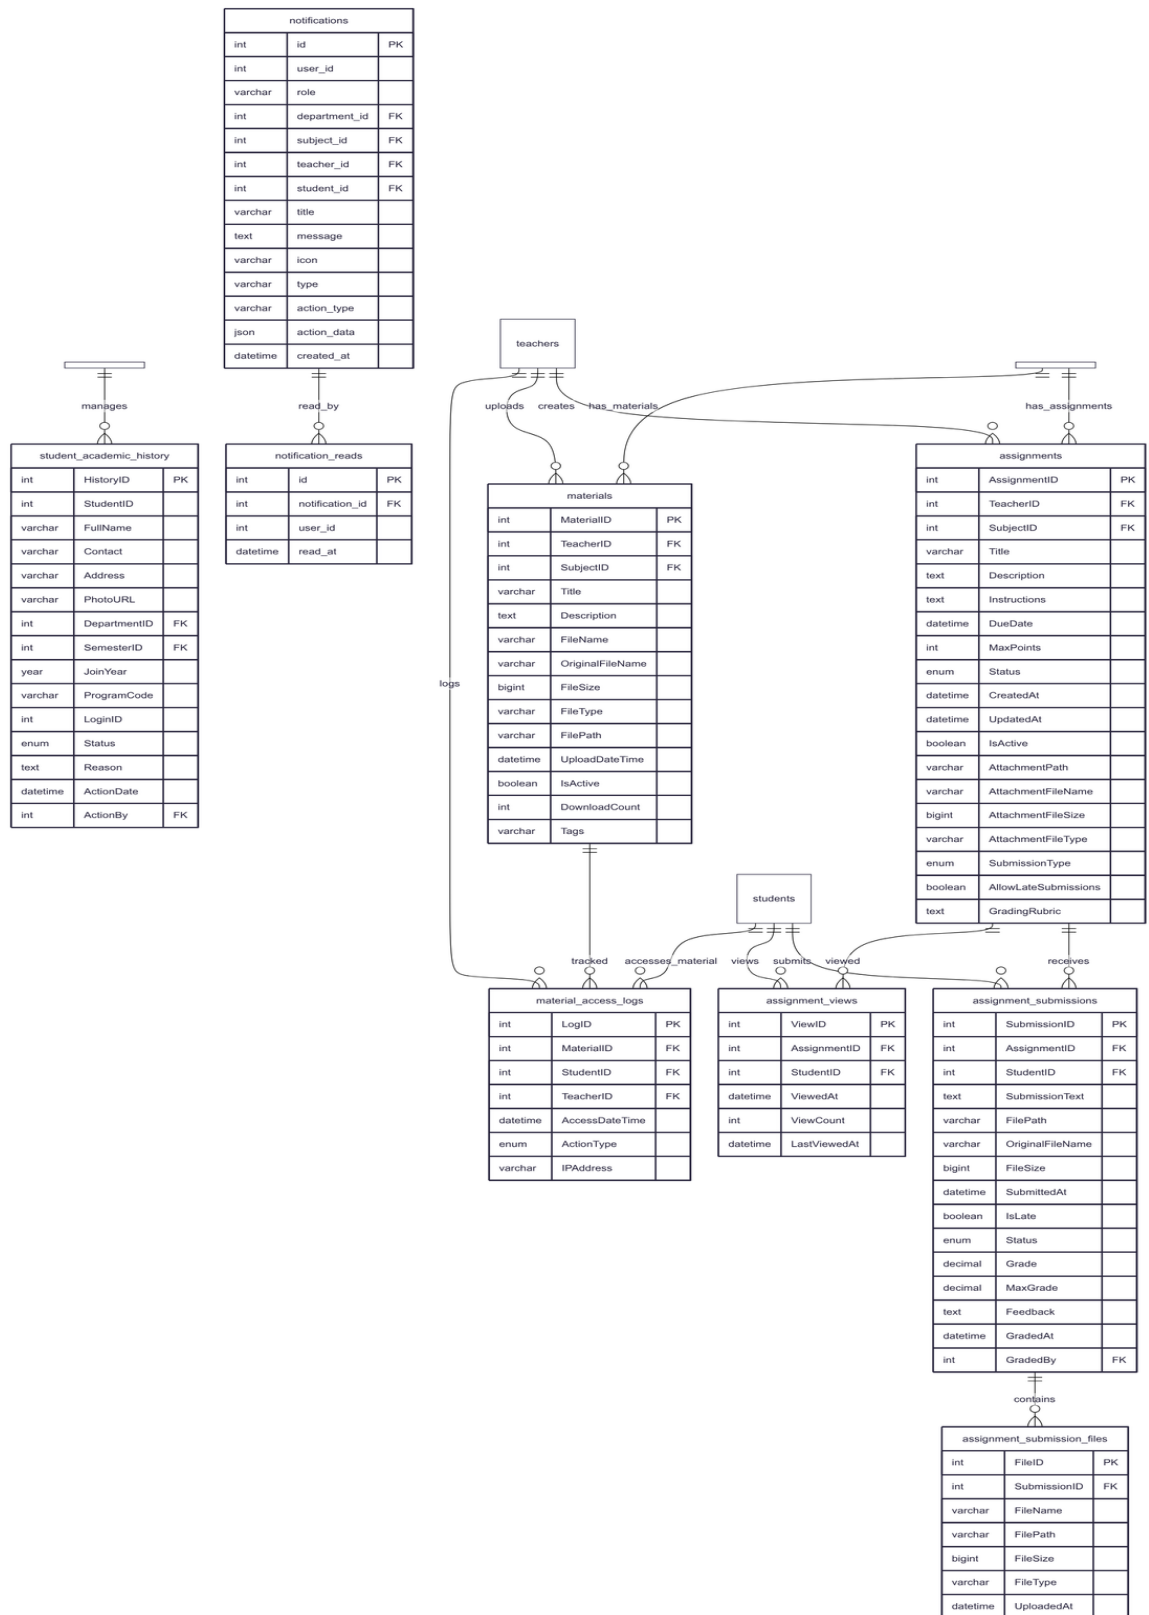 notifications
int id PK
int user_id
varchar role
int department_id FK
int subject_id FK
int teacher_id FK
int student_id FK
varchar title
text message
varchar icon
varchar type
varchar action_type
json action_data
datetime created_at
teachers
manages
read_by
uploads creates has_materials
has_assignments
student_academic_history
int HistoryID PK
int StudentID
varchar FullName
varchar Contact
varchar Address
varchar PhotoURL
int DepartmentID FK
int SemesterID FK
year JoinYear
varchar ProgramCode
int LoginID
enum Status
text Reason
datetime ActionDate
int ActionBy FK
notification_reads
int id PK
int notification_id FK
int user_id
datetime read_at
materials
int MaterialID PK
int TeacherID FK
int SubjectID FK
varchar Title
text Description
varchar FileName
varchar OriginalFileName
bigint FileSize
varchar FileType
varchar FilePath
datetime UploadDateTime
boolean IsActive
int DownloadCount
varchar Tags
assignments
int AssignmentID PK
int TeacherID FK
int SubjectID FK
varchar Title
text Description
text Instructions
datetime DueDate
int MaxPoints
enum Status
datetime CreatedAt
datetime UpdatedAt
boolean IsActive
varchar AttachmentPath
varchar AttachmentFileName
bigint AttachmentFileSize
varchar AttachmentFileType
enum SubmissionType
boolean AllowLateSubmissions
text GradingRubric
logs
students
tracked accesses_material views submits viewed receives
material_access_logs
int LogID PK
int MaterialID FK
int StudentID FK
int TeacherID FK
datetime AccessDateTime
enum ActionType
varchar IPAddress
assignment_views
int ViewID PK
int AssignmentID FK
int StudentID FK
datetime ViewedAt
int ViewCount
datetime LastViewedAt
assignment_submissions
int SubmissionID PK
int AssignmentID FK
int StudentID FK
text SubmissionText
varchar FilePath
varchar OriginalFileName
bigint FileSize
datetime SubmittedAt
boolean IsLate
enum Status
decimal Grade
decimal MaxGrade
text Feedback
datetime GradedAt
int GradedBy FK
contains
assignment_submission_files
int FileID PK
int SubmissionID FK
varchar FileName
varchar FilePath
bigint FileSize
varchar FileType
datetime UploadedAt